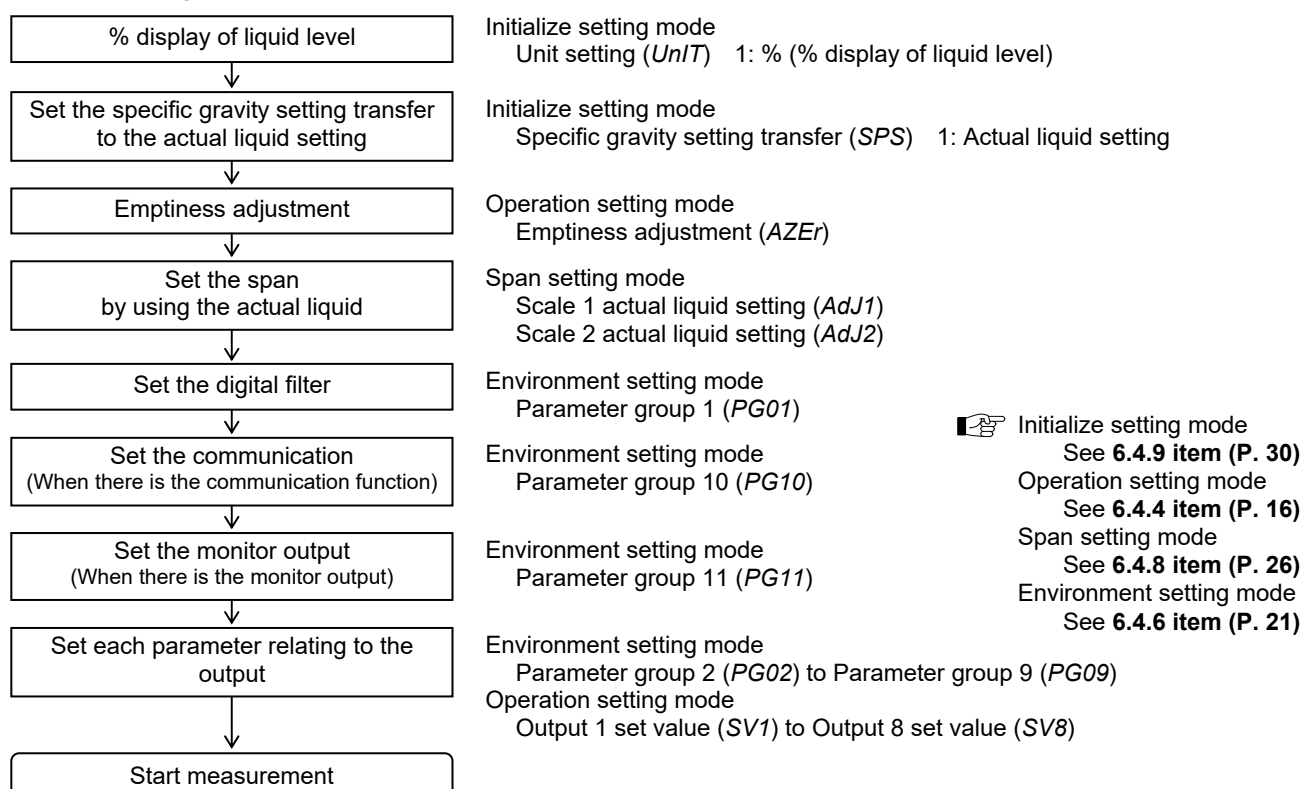 % display of liquid level
Initialize setting mode
Unit setting (UnIT) 1: % (% display of liquid level)
Set the specific gravity setting transfer
to the actual liquid setting
Initialize setting mode
Specific gravity setting transfer (SPS) 1: Actual liquid setting
Emptiness adjustment
Operation setting mode
Emptiness adjustment (AZEr)
Set the span
by using the actual liquid
Span setting mode
Scale 1 actual liquid setting (AdJ1)
Scale 2 actual liquid setting (AdJ2)
Set the digital filter
Environment setting mode
Parameter group 1 (PG01)
Set the communication
(When there is the communication function)
Environment setting mode
Parameter group 10 (PG10)
Set the monitor output
(When there is the monitor output)
Environment setting mode
Parameter group 11 (PG11)
Initialize setting mode
See 6.4.9 item (P. 30)
Operation setting mode
See 6.4.4 item (P. 16)
Span setting mode
See 6.4.8 item (P. 26)
Environment setting mode
See 6.4.6 item (P. 21)
Set each parameter relating to the
output
Environment setting mode
Parameter group 2 (PG02) to Parameter group 9 (PG09)
Operation setting mode
Output 1 set value (SV1) to Output 8 set value (SV8)
Start measurement